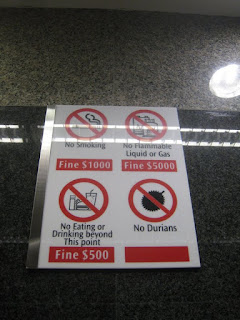 No Smoking
Fine $1000
No Flammable
Liquid or Gas
Fine $5000
No Eating or
Drinking beyond
This point
Fine $500
No Durians